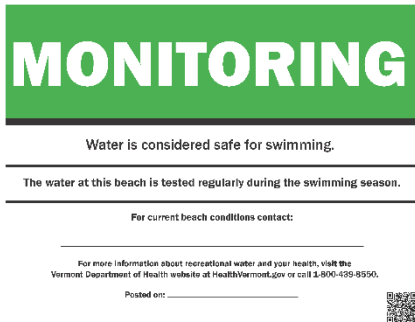 MONITORING
Water is considered safe for swimming.
The water at this beach is tested regularly during the swimming season.
For current beach conditions contact:
For more information about recreational water and your health, visit the
Vermont Department of Health website at HealthVermont.gov or call 1-800-439-8550.
Posted on: